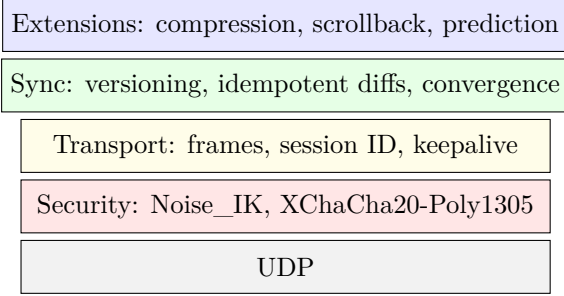 Extensions: compression, scrollback, prediction
Sync: versioning, idempotent diffs, convergence
Transport: frames, session ID, keepalive
Security: Noise_IK, XChaCha20-Poly1305
UDP